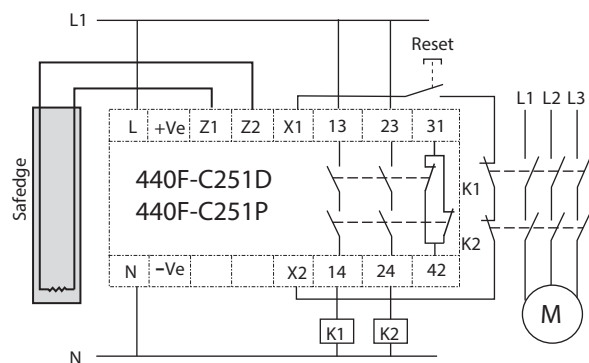 L1
Reset
L1 L2 L3
L +Ve Z1 Z2 X1 13 23 31
Safedge
440F-C251D
440F-C251P
K1
K2
N −Ve X2 14 24 42
K1 K2
M
N